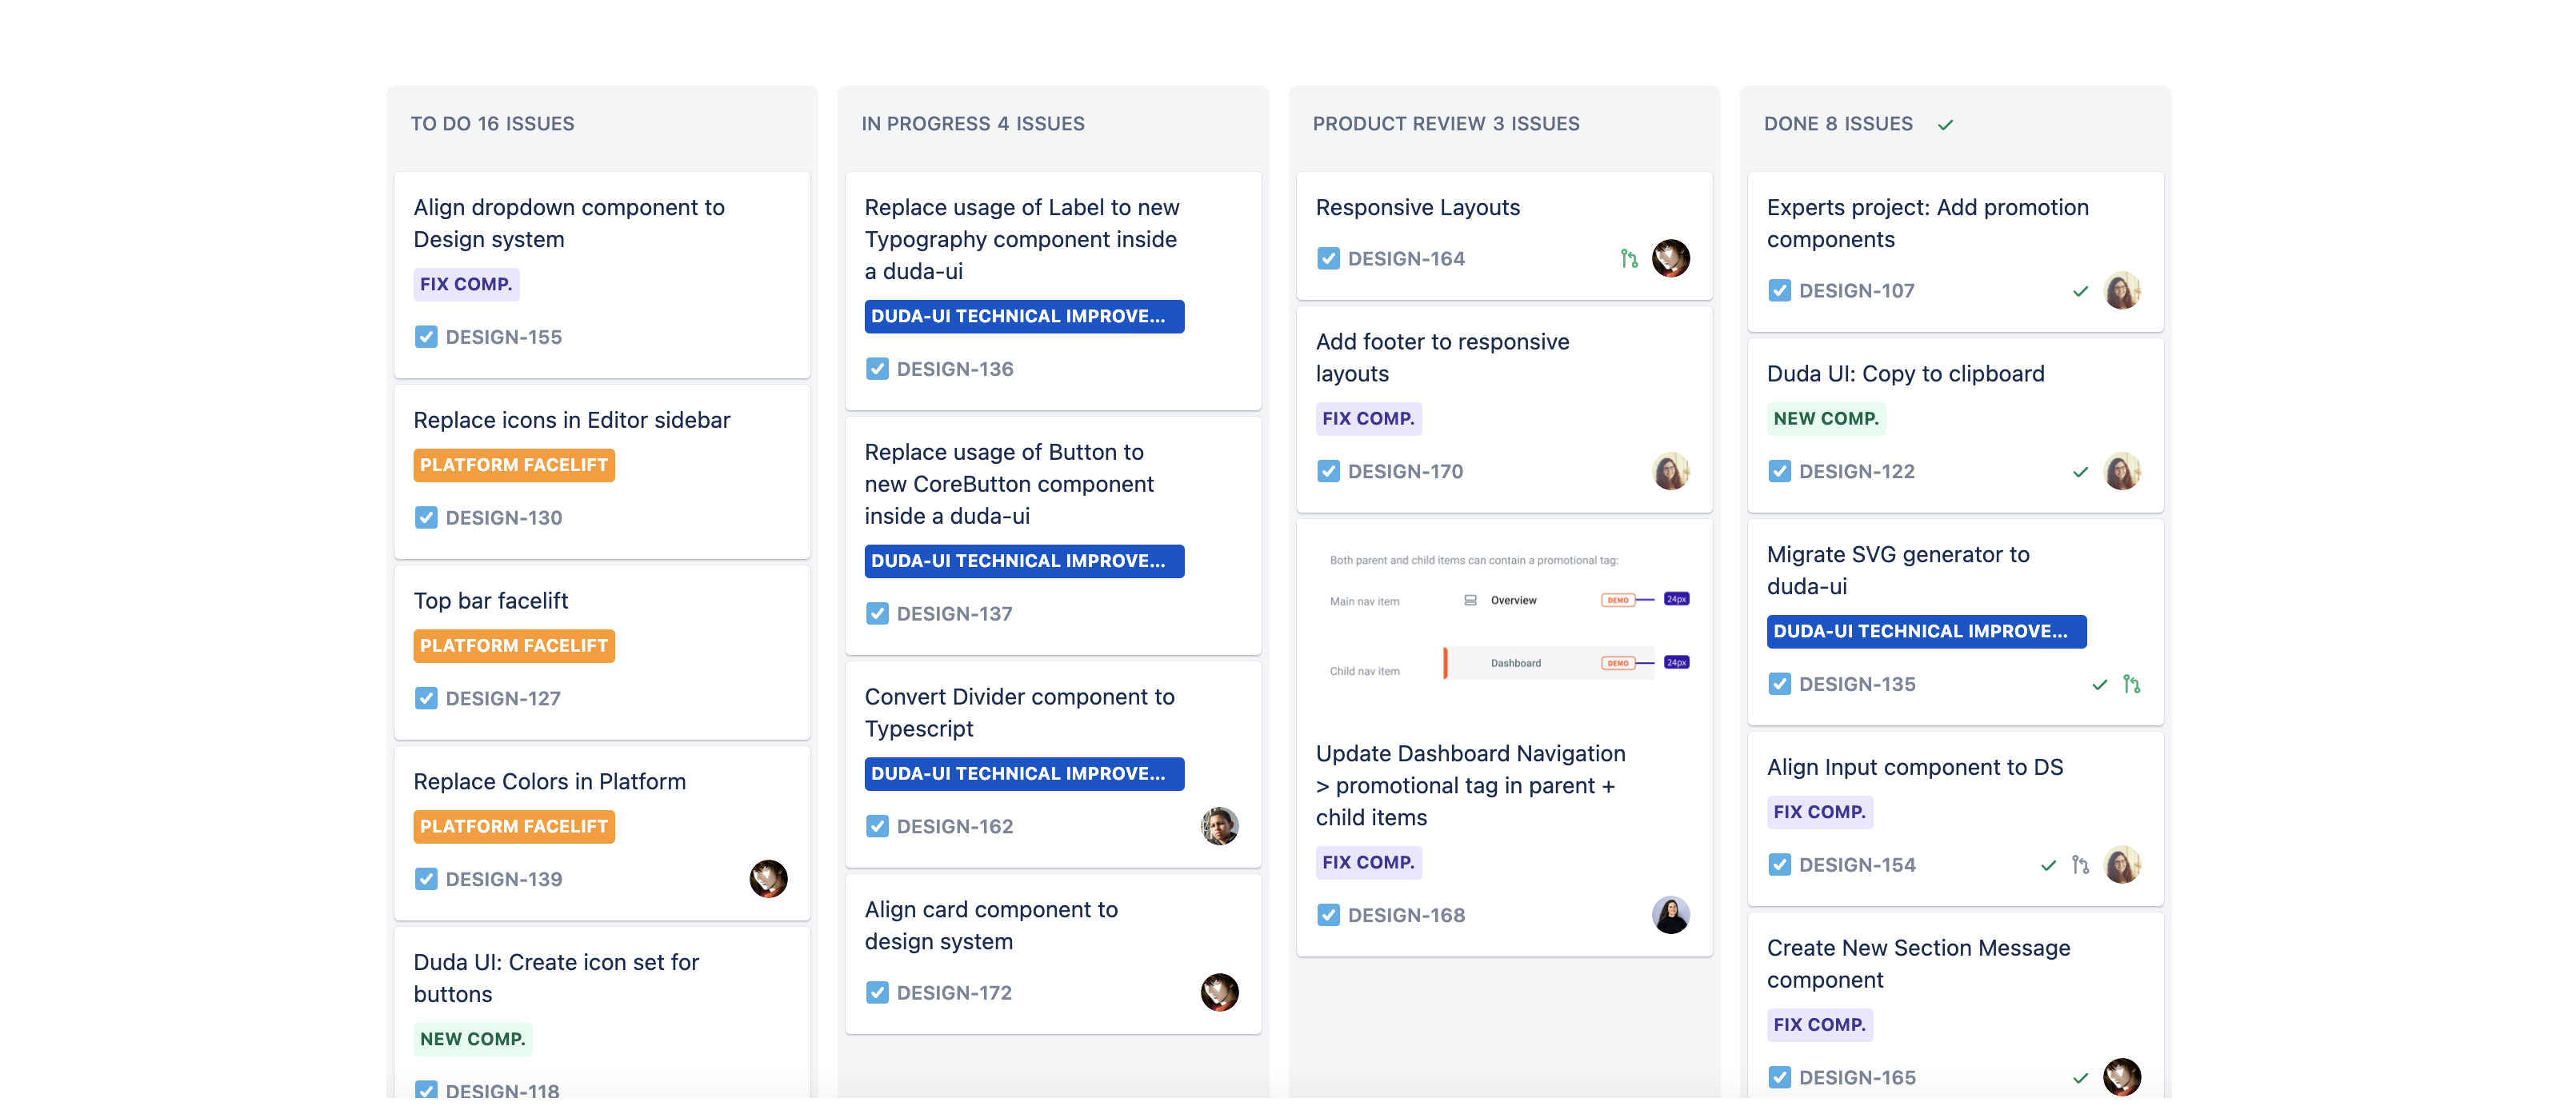 TO DO 16 ISSUES
Align dropdown component to
Design system
FIX COMP.
DESIGN-155
Replace icons in Editor sidebar
PLATFORM FACELIFT
DESIGN-130
Top bar facelift
PLATFORM FACELIFT
DESIGN-127
Replace Colors in Platform
PLATFORM FACELIFT
DESIGN-139
Duda UI: Create icon set for
buttons
NEW COMP.
DESIGN-118
IN PROGRESS 4 ISSUES
Replace usage of Label to new
Typography component inside
a duda-ui
DUDA-UI TECHNICAL IMPROVE...
DESIGN-136
Replace usage of Button to
new CoreButton component
inside a duda-ui
DUDA-UI TECHNICAL IMPROVE...
DESIGN-137
Convert Divider component to
Typescript
DUDA-UI TECHNICAL IMPROVE...
DESIGN-162
Align card component to
design system
DESIGN-172
PRODUCT REVIEW 3 ISSUES
Responsive Layouts
DESIGN-164
Add footer to responsive
layouts
FIX COMP.
DESIGN-170
Both parent and child items can contain a promotional tag:
Main nav item Overview DEMO 24px
Child nav item Dashboard DEMO 24px
Update Dashboard Navigation
> promotional tag in parent +
child items
FIX COMP.
DESIGN-168
DONE 8 ISSUES
Experts project: Add promotion
components
DESIGN-107
Duda UI: Copy to clipboard
NEW COMP.
DESIGN-122
Migrate SVG generator to
duda-ui
DUDA-UI TECHNICAL IMPROVE...
DESIGN-135
Align Input component to DS
FIX COMP.
DESIGN-154
Create New Section Message
component
FIX COMP.
DESIGN-165